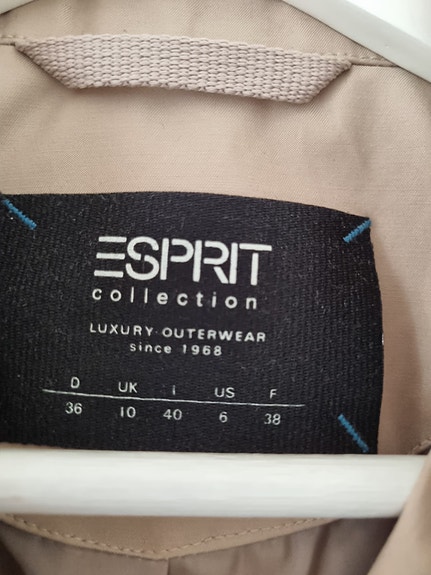 ESPRIT
collection
LUXURY OUTERWEAR
since 1968
D UK I US F
36 10 40 6 38